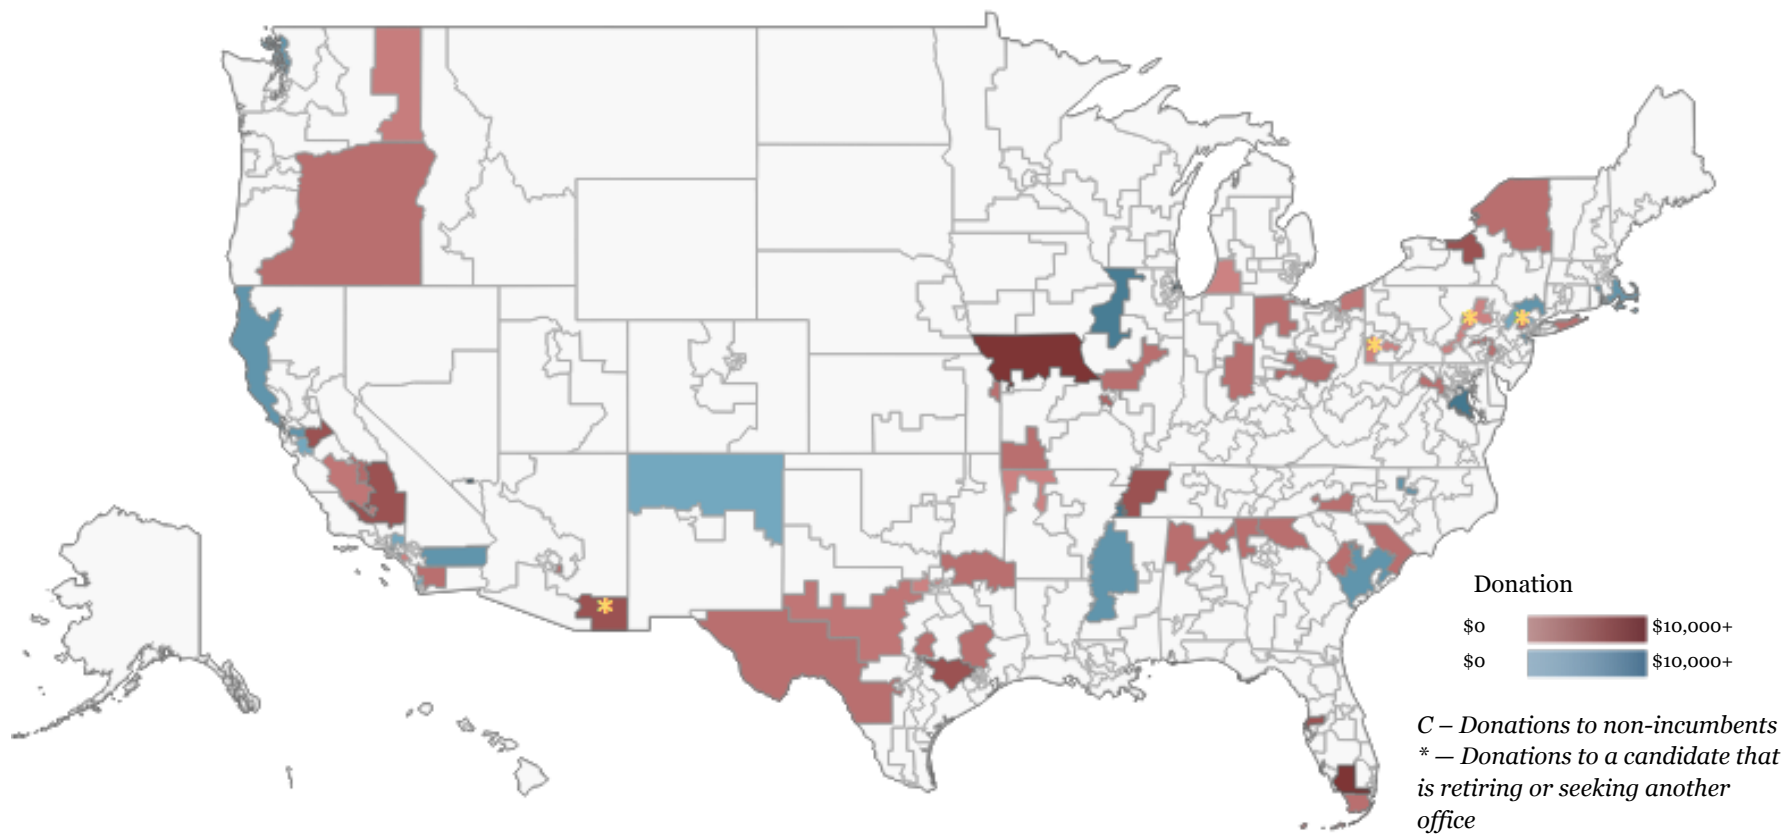 Donation
$0 $10,000+
$0 $10,000+
C – Donations to non-incumbents
* — Donations to a candidate that
is retiring or seeking another
office
*
*
*
*